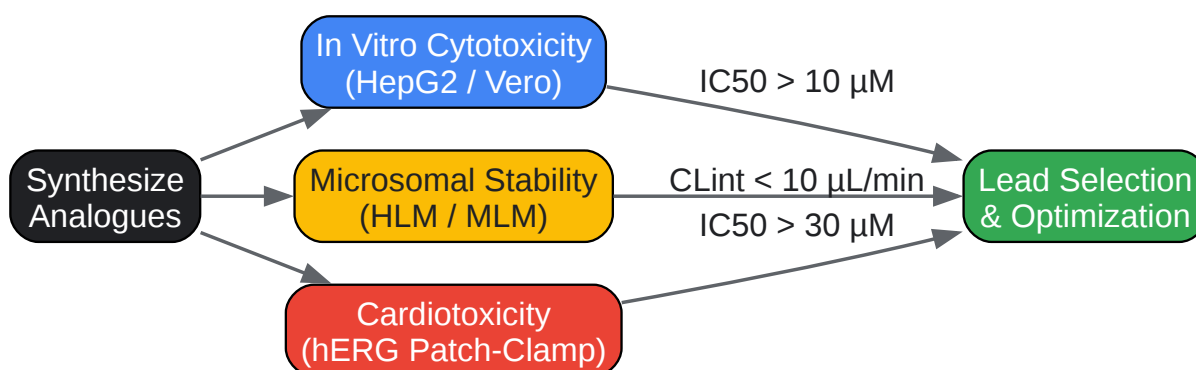 Synthesize
Analogues
In Vitro Cytotoxicity
(HepG2 / Vero)
Microsomal Stability
(HLM / MLM)
Cardiotoxicity
(hERG Patch-Clamp)
IC50 > 10 µM
CLint < 10 µL/min
IC50 > 30 µM
Lead Selection
& Optimization